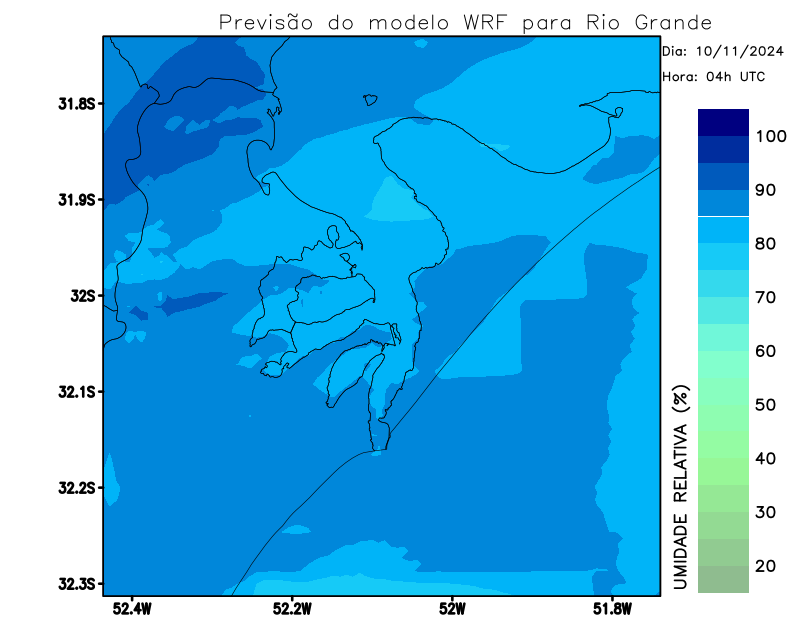 Previsão do modelo WRF para Rio Grande
Dia: 10/11/2024
Hora: 04h UTC
31.8S
31.9S
32S
32.1S
32.2S
32.3S
52.4W
52.2W
52W
51.8W
100
90
80
70
60
50
40
30
20
UMIDADE RELATIVA (%)